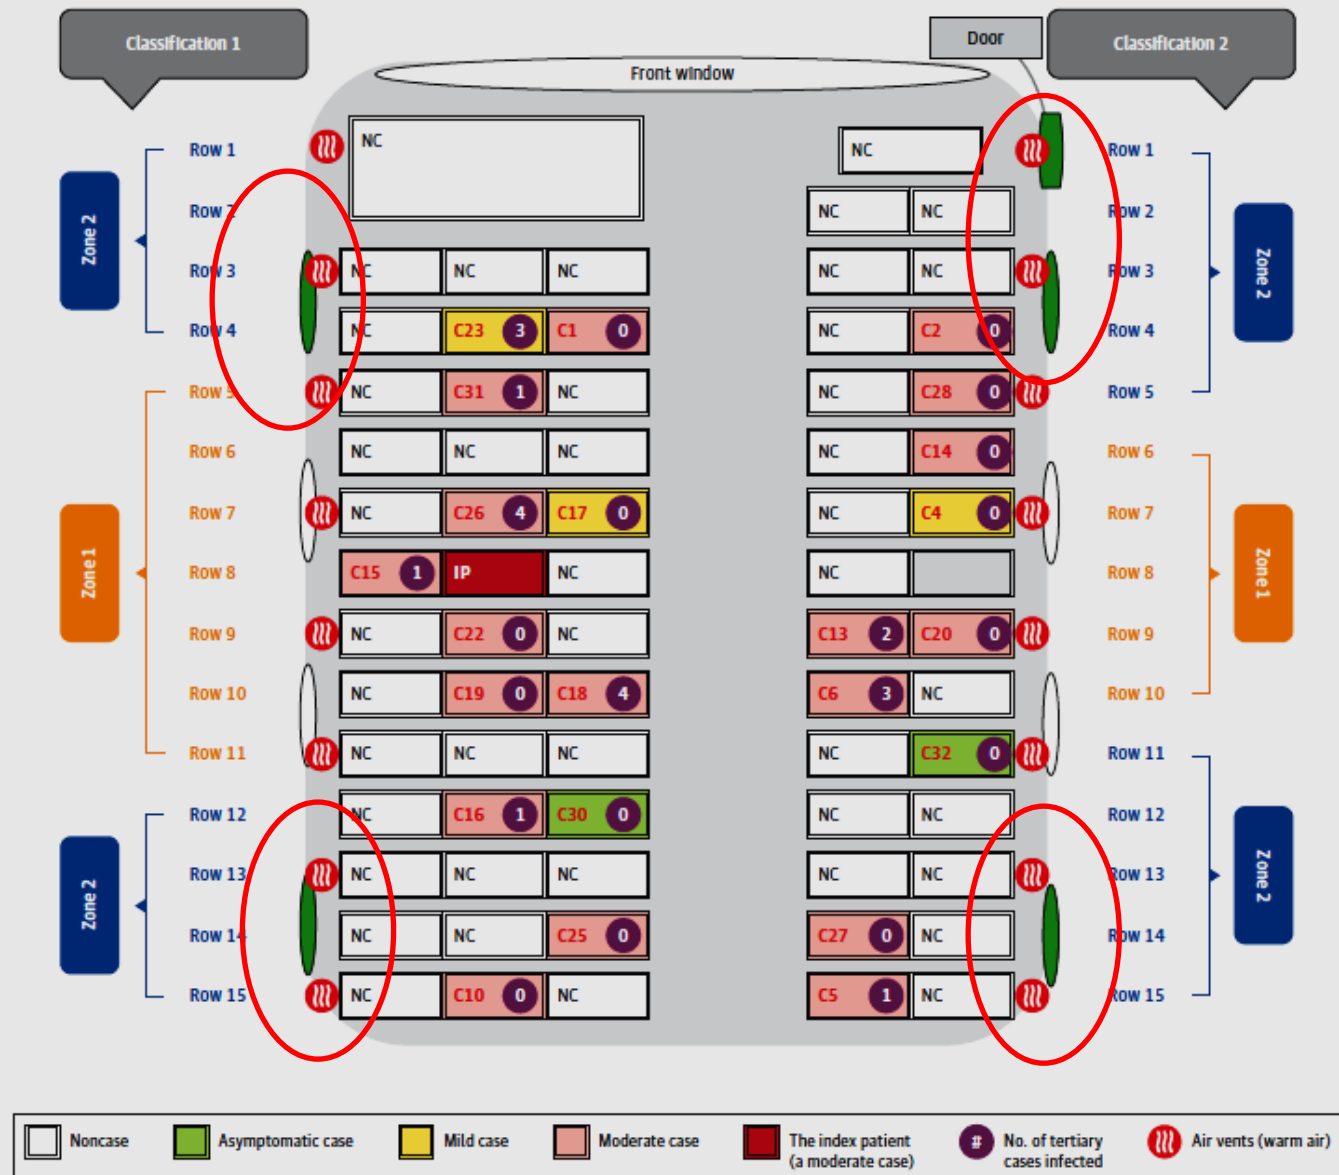 Classification 1
Door
Classification 2
Front window
Row 1 NC NC Row 1
Row 2 NC NC Row 2
Zone 2
Zone 2
Row 3 NC NC NC NC NC Row 3
Row 4 NC C23 3 C1 0 NC C2 0 Row 4
Row 5 NC C31 1 NC NC C28 0 Row 5
Row 6 NC NC NC NC C14 0 Row 6
Row 7 NC C26 4 C17 0 NC C4 0 Row 7
Zone 1
Zone 1
Row 8 C15 1 IP NC NC Row 8
Row 9 NC C22 0 NC C13 2 C20 0 Row 9
Row 10 NC C19 0 C18 4 C6 3 NC Row 10
Row 11 NC NC NC NC C32 0 Row 11
Row 12 NC C16 1 C30 0 NC NC Row 12
Zone 2
Zone 2
Row 13 NC NC NC NC NC Row 13
Row 14 NC NC C25 0 C27 0 NC Row 14
Row 15 NC C10 0 NC C5 1 NC Row 15
Noncase
Asymptomatic case
Mild case
Moderate case
The index patient
(a moderate case)
#
No. of tertiary
cases infected
Air vents (warm air)